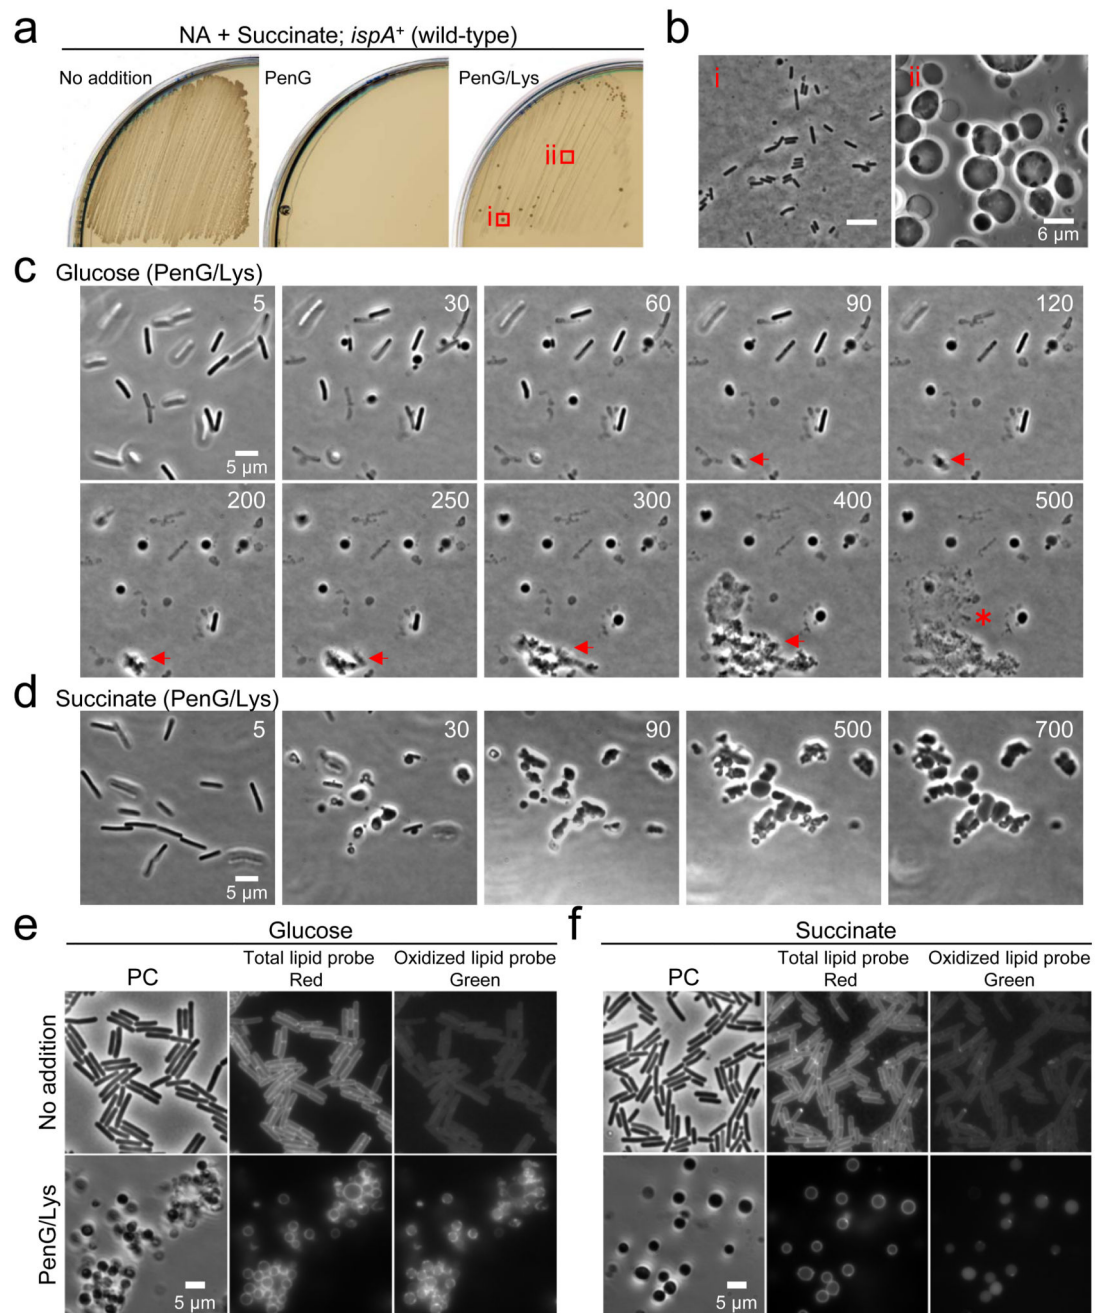 a
NA + Succinate; ispA+ (wild-type)
No addition
PenG
PenG/Lys
ii
i
b
i
ii
6 µm
c
Glucose (PenG/Lys)
5
30
60
90
120
5 µm
200
250
300
400
500
*
d
Succinate (PenG/Lys)
5
30
90
500
700
5 µm
e
Glucose
PC
Total lipid probe
Red
Oxidized lipid probe
Green
No addition
PenG/Lys
5 µm
f
Succinate
PC
Total lipid probe
Red
Oxidized lipid probe
Green
5 µm